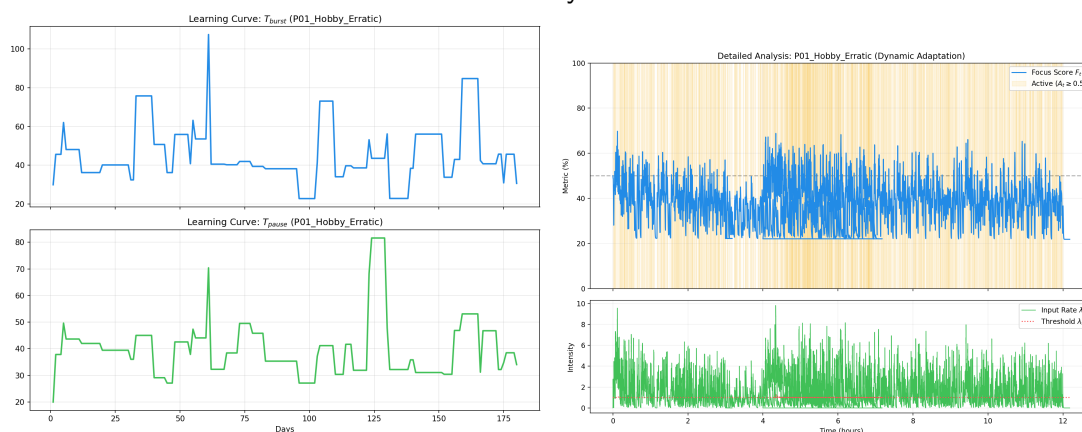 Learning Curve: T_burst (P01_Hobby_Erratic)
100
80
60
40
20
Learning Curve: T_pause (P01_Hobby_Erratic)
80
70
60
50
40
30
20
0 25 50 75 100 125 150 175
Days
Detailed Analysis: P01_Hobby_Erratic (Dynamic Adaptation)
Metric (%)
100
80
60
40
20
0
Focus Score F
Active (A_t ≥ 0.5
Intensity
10
8
6
4
2
0
Input Rate λ
Threshold λ
0 2 4 6 8 10 12
Time (hours)